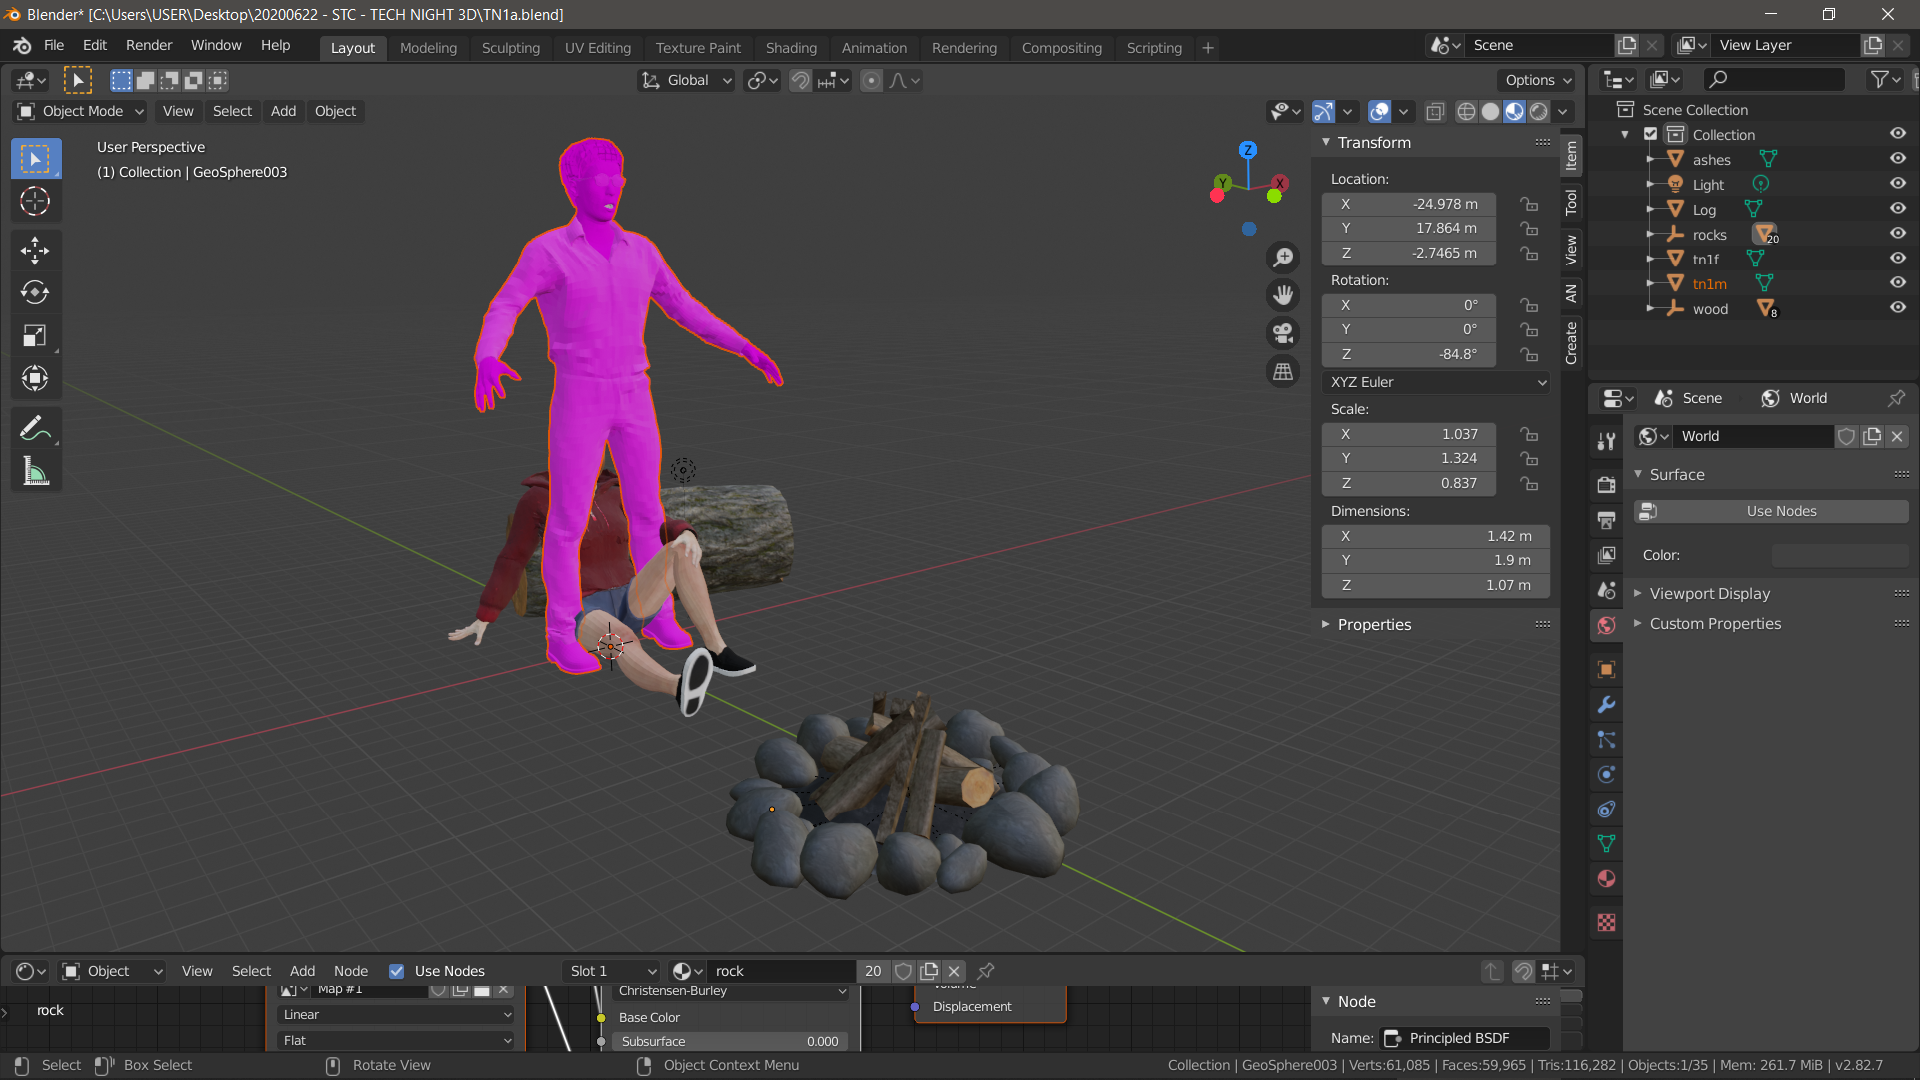 Blender* [C:\Users\USER\Desktop\20200622 - STC - TECH NIGHT 3D\TN1a.blend]
File Edit Render Window Help
Layout Modeling Sculpting UV Editing Texture Paint Shading Animation Rendering Compositing Scripting +
Scene
View Layer
Global
Options
Object Mode View Select Add Object
User Perspective
(1) Collection | GeoSphere003
Z
Y
X
Transform
Location:
X -24.978 m
Y 17.864 m
Z -2.7465 m
Rotation:
X 0°
Y 0°
Z -84.8°
XYZ Euler
Scale:
X 1.037
Y 1.324
Z 0.837
Dimensions:
X 1.42 m
Y 1.9 m
Z 1.07 m
Properties
Item
Tool
View
AN
Create
Scene Collection
Collection
ashes
Light
Log
rocks 20
tn1f
tn1m
wood 8
Scene World
World
Surface
Use Nodes
Color:
Viewport Display
Custom Properties
Object View Select Add Node Use Nodes Slot 1 rock 20
rock
Map #1
Linear
Flat
Christensen-Burley
Base Color
Subsurface 0.000
Volume
Displacement
Node
Name: Principled BSDF
Select Box Select Rotate View Object Context Menu
Collection | GeoSphere003 | Verts:61,085 | Faces:59,965 | Tris:116,282 | Objects:1/35 | Mem: 261.7 MiB | v2.82.7